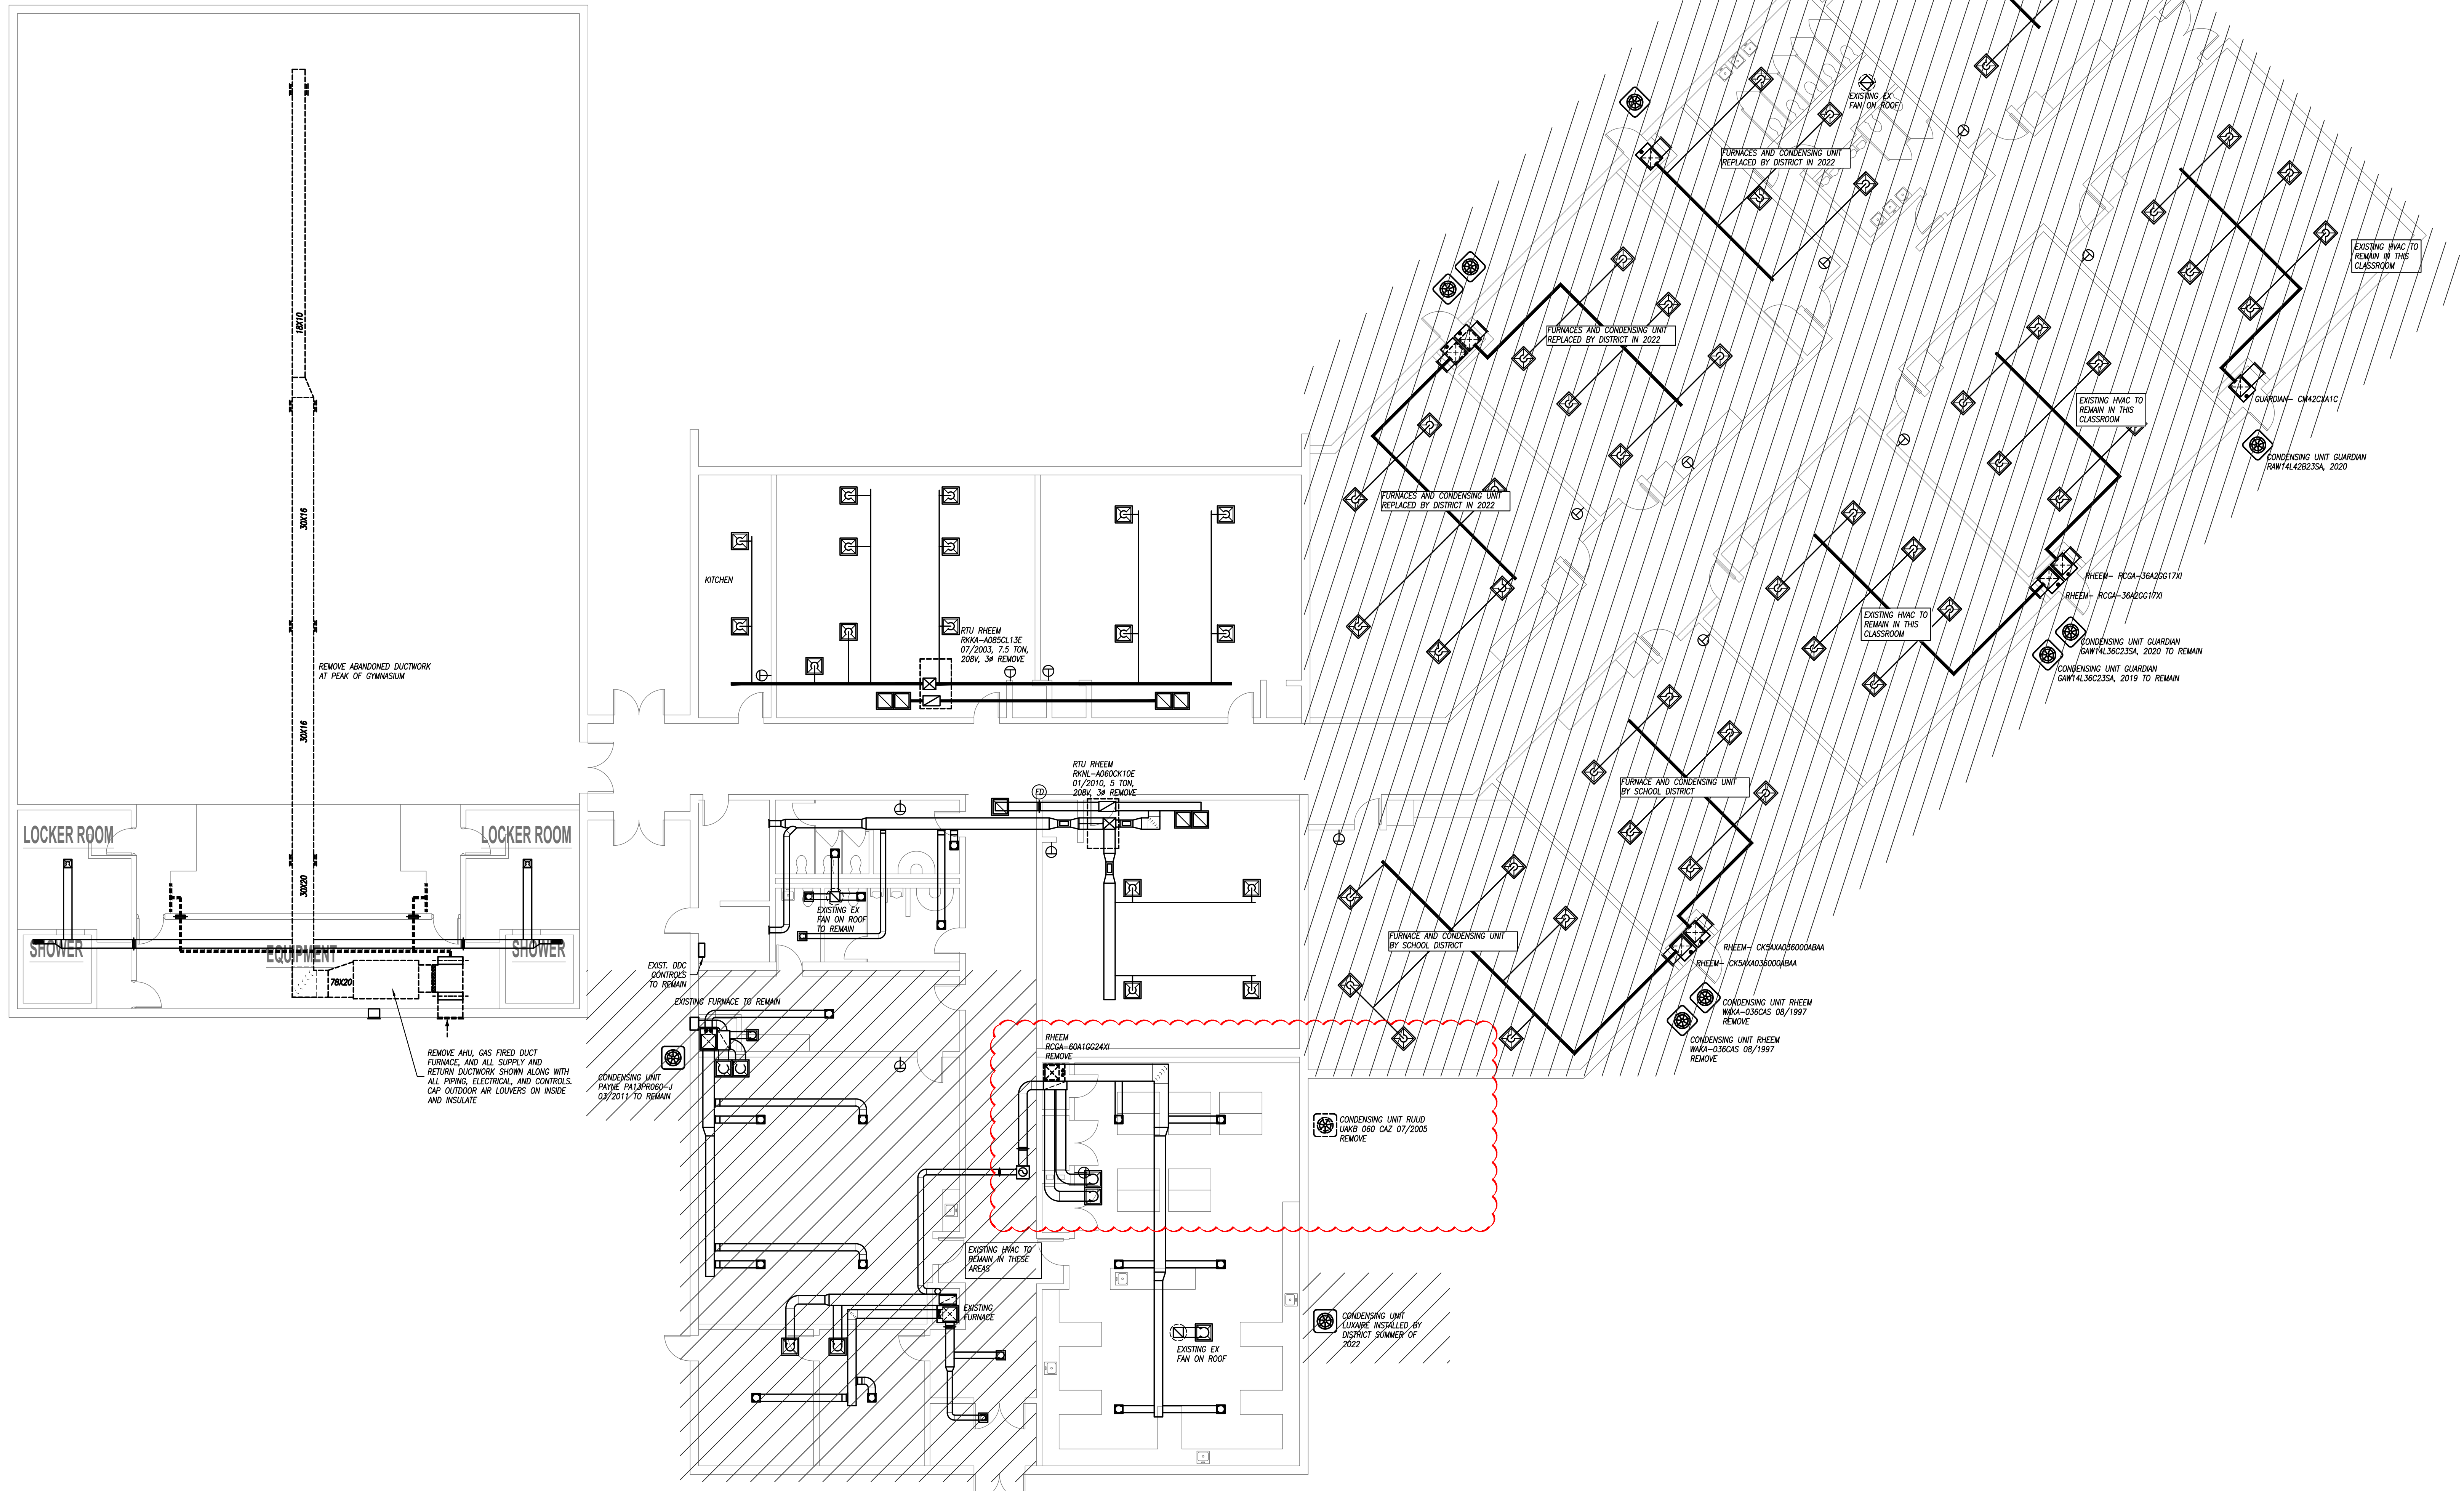 18X10
30X16
30X16
30X20
78X20
REMOVE ABANDONED DUCTWORK
AT PEAK OF GYMNASIUM
LOCKER ROOM
LOCKER ROOM
SHOWER
EQUIPMENT
SHOWER
REMOVE AHU, GAS FIRED DUCT
FURNACE, AND ALL SUPPLY AND
RETURN DUCTWORK SHOWN ALONG WITH
ALL PIPING, ELECTRICAL, AND CONTROLS.
CAP OUTDOOR AIR LOUVERS ON INSIDE
AND INSULATE
KITCHEN
RTU RHEEM
RKKA-A085CL13E
07/2003, 7.5 TON,
208V, 3ø REMOVE
RTU RHEEM
RKNL-A060CK10E
01/2010, 5 TON,
208V, 3ø REMOVE
FD
EXISTING EX
FAN ON ROOF
TO REMAIN
EXIST. DDC
CONTROLS
TO REMAIN
EXISTING FURNACE TO REMAIN
CONDENSING UNIT
PAYNE PA13PR060-J
03/2011 TO REMAIN
RHEEM
RCGA-60A1GG24XI
REMOVE
CONDENSING UNIT RUUD
UAKB 060 CAZ 07/2005
REMOVE
EXISTING HVAC TO
REMAIN IN THESE
AREAS
EXISTING
FURNACE
EXISTING EX
FAN ON ROOF
CONDENSING UNIT
LUXAIRE INSTALLED BY
DISTRICT SUMMER OF
2022
EXISTING EX
FAN ON ROOF
FURNACES AND CONDENSING UNIT
REPLACED BY DISTRICT IN 2022
FURNACES AND CONDENSING UNIT
REPLACED BY DISTRICT IN 2022
FURNACES AND CONDENSING UNIT
REPLACED BY DISTRICT IN 2022
EXISTING HVAC TO
REMAIN IN THIS
CLASSROOM
EXISTING HVAC TO
REMAIN IN THIS
CLASSROOM
EXISTING HVAC TO
REMAIN IN THIS
CLASSROOM
GUARDIAN- CM42CXA1C
CONDENSING UNIT GUARDIAN
RAW14L42B23SA, 2020
RHEEM- RCGA-36A2GG17XI
RHEEM- RCGA-36A2GG17XI
CONDENSING UNIT GUARDIAN
GAW14L36C23SA, 2020 TO REMAIN
CONDENSING UNIT GUARDIAN
GAW14L36C23SA, 2019 TO REMAIN
FURNACE AND CONDENSING UNIT
BY SCHOOL DISTRICT
FURNACE AND CONDENSING UNIT
BY SCHOOL DISTRICT
RHEEM- CK5AXA036000ABAA
RHEEM- CK5AXA036000ABAA
CONDENSING UNIT RHEEM
WAKA-036CAS 08/1997
REMOVE
CONDENSING UNIT RHEEM
WAKA-036CAS 08/1997
REMOVE